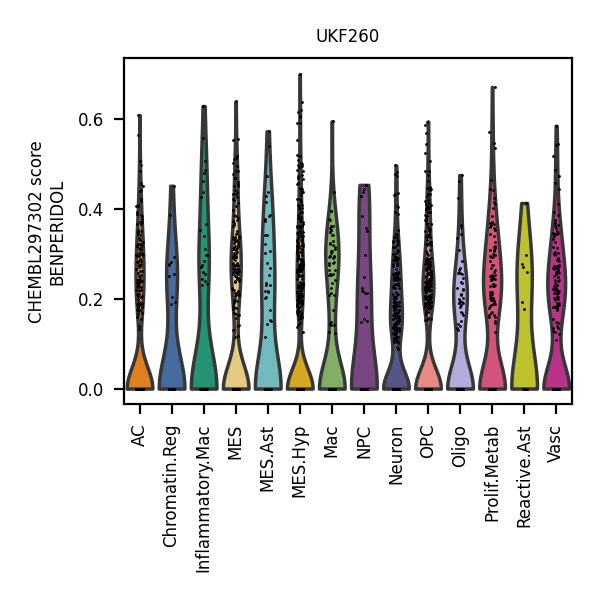 UKF260
CHEMBL297302 score
BENPERIDOL
0.6
0.4
0.2
0.0
AC
Chromatin.Reg
Inflammatory.Mac
MES
MES.Ast
MES.Hyp
Mac
NPC
Neuron
OPC
Oligo
Prolif.Metab
Reactive.Ast
Vasc